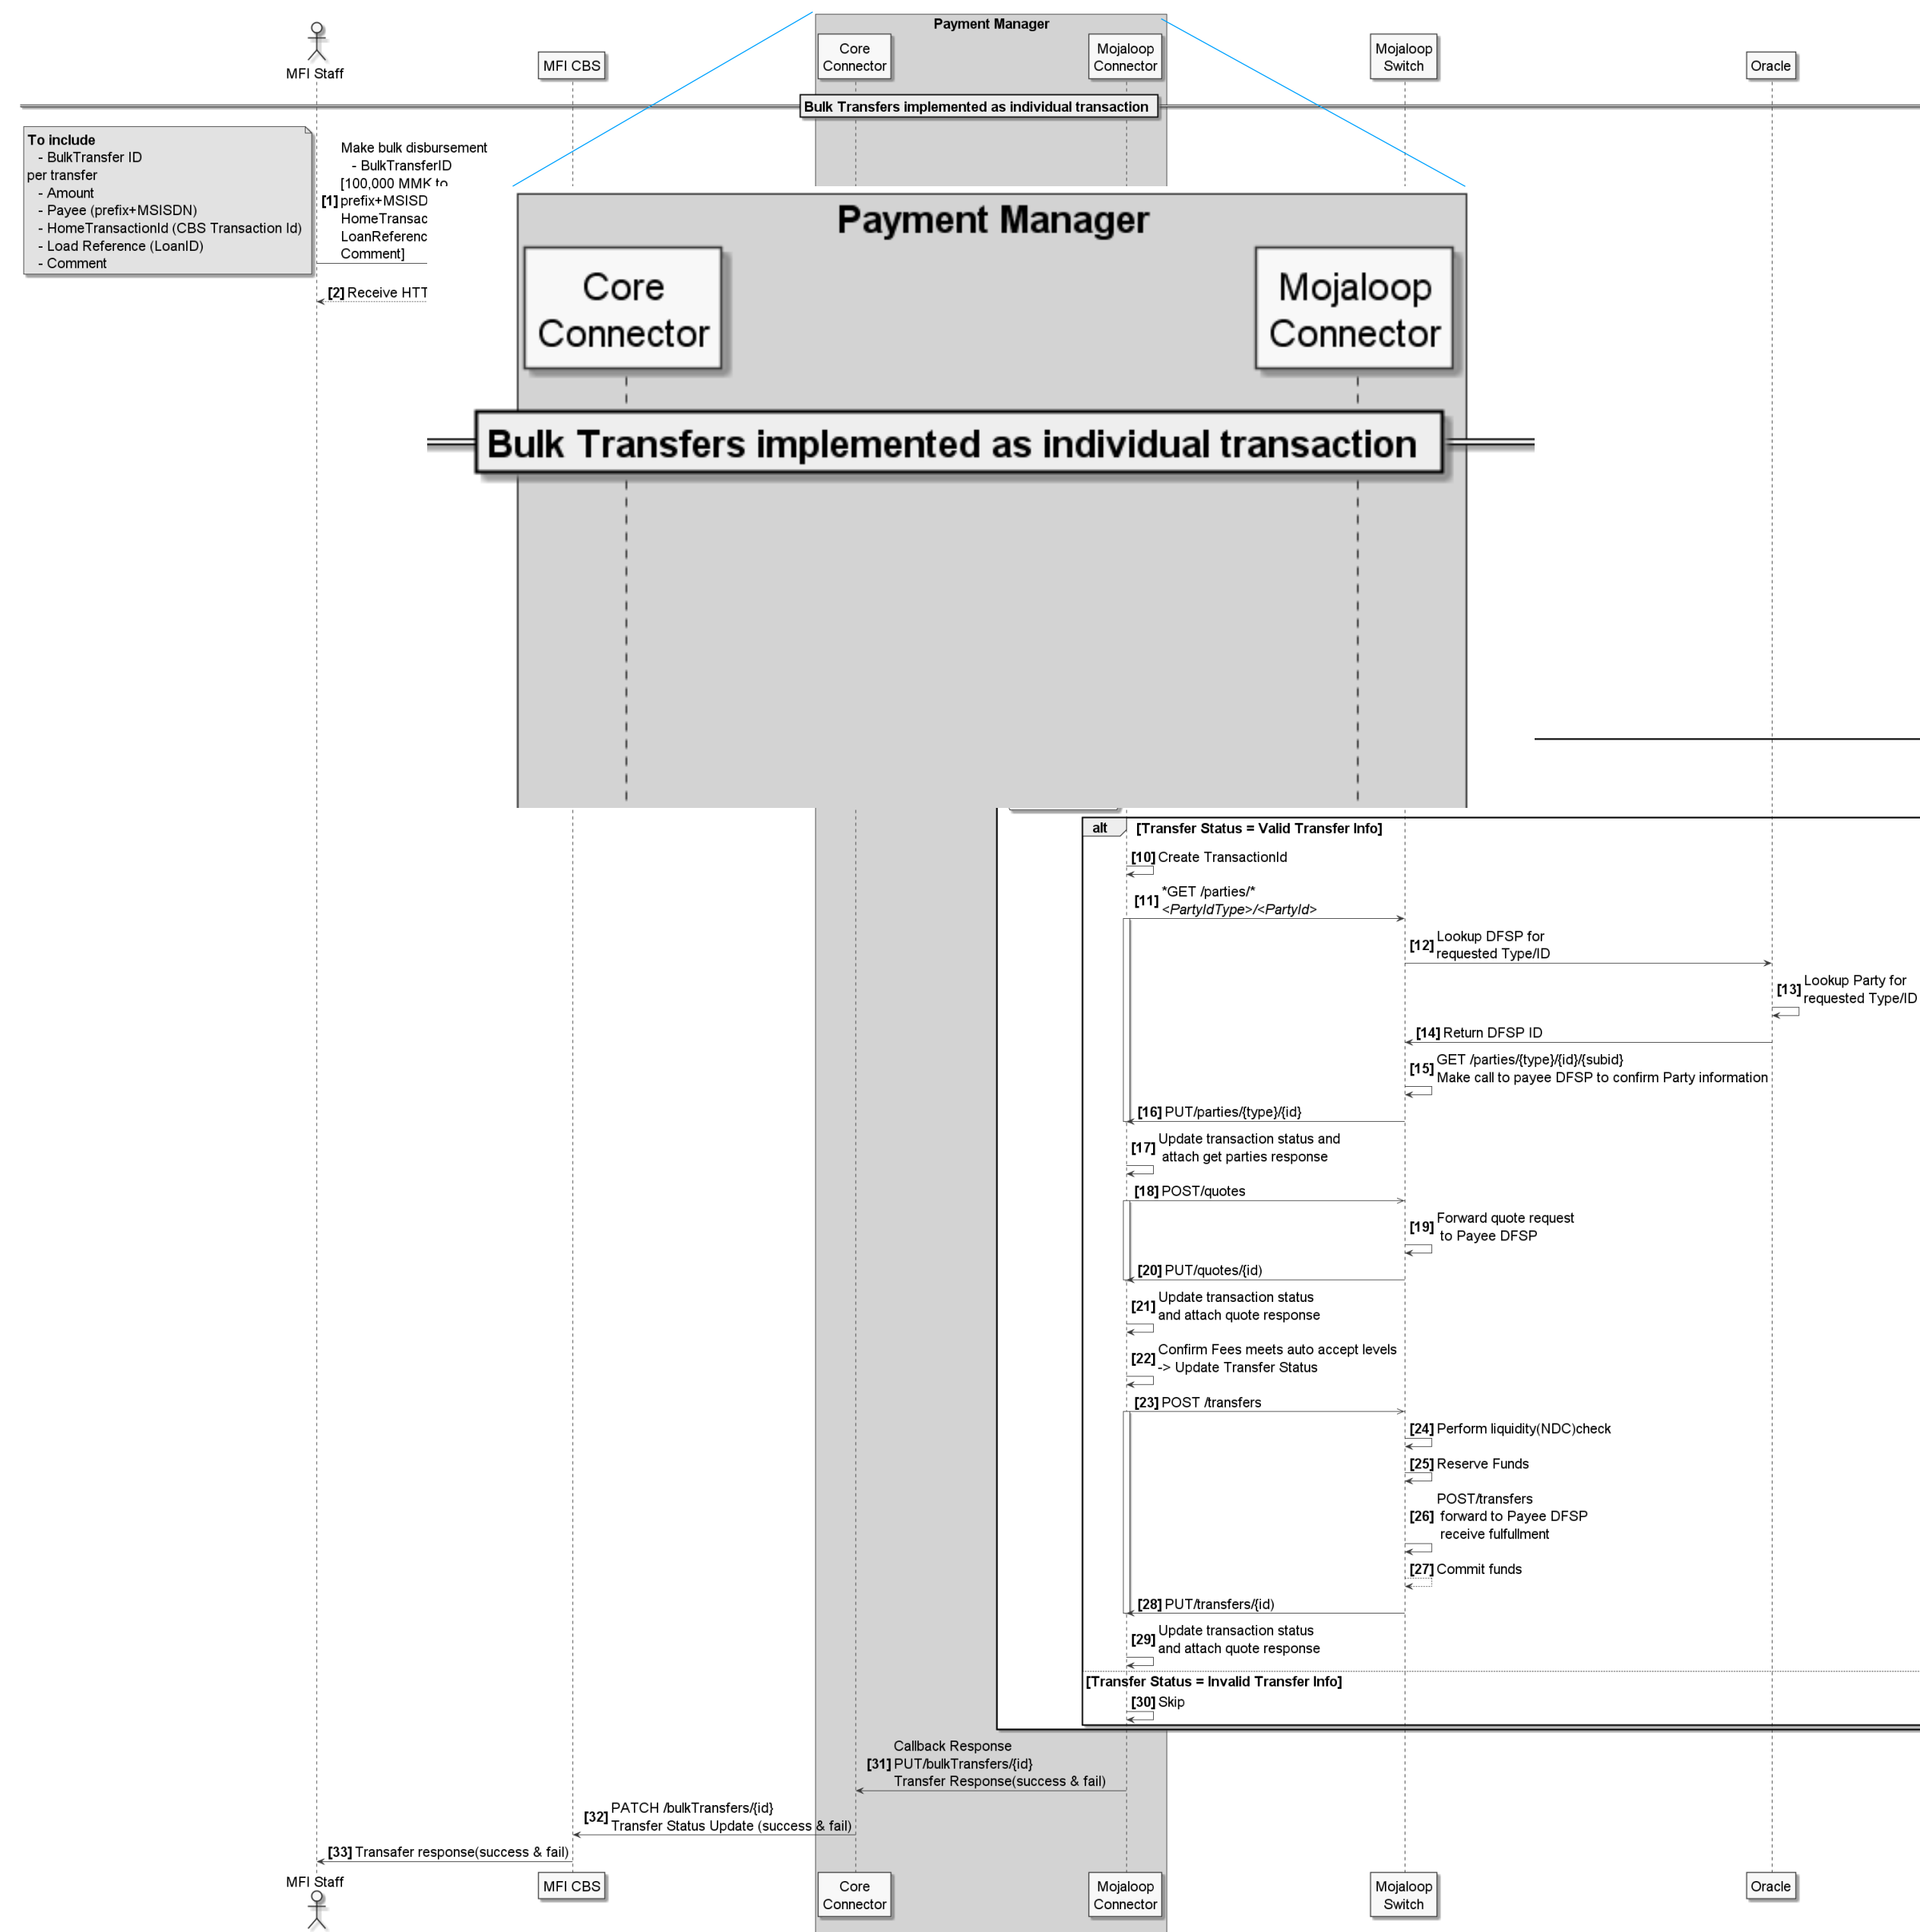 Payment Manager
MFI Staff
MFI CBS
Core
Connector
Mojaloop
Connector
Mojaloop
Switch
Oracle
Bulk Transfers implemented as individual transaction
To include
- BulkTransfer ID
per transfer
- Amount
- Payee (prefix+MSISDN)
- HomeTransactionId (CBS Transaction Id)
- Load Reference (LoanID)
- Comment
Make bulk disbursement
- BulkTransferID
[100,000 MMK to
[1] prefix+MSISD
HomeTransac
LoanReferenc
Comment]
[2] Receive HTT
Payment Manager
Core
Connector
Mojaloop
Connector
Bulk Transfers implemented as individual transaction
alt [Transfer Status = Valid Transfer Info]
[10] Create TransactionId
*GET /parties/*
[11] <PartyIdType>/<PartyId>
Lookup DFSP for
[12] requested Type/ID
Lookup Party for
[13] requested Type/ID
[14] Return DFSP ID
GET /parties/{type}/{id}/{subid}
[15] Make call to payee DFSP to confirm Party information
[16] PUT/parties/{type}/{id}
Update transaction status and
[17] attach get parties response
[18] POST/quotes
Forward quote request
[19] to Payee DFSP
[20] PUT/quotes/{id)
Update transaction status
[21] and attach quote response
Confirm Fees meets auto accept levels
[22] -> Update Transfer Status
[23] POST /transfers
[24] Perform liquidity(NDC)check
[25] Reserve Funds
POST/transfers
[26] forward to Payee DFSP
receive fulfullment
[27] Commit funds
[28] PUT/transfers/{id)
Update transaction status
[29] and attach quote response
[Transfer Status = Invalid Transfer Info]
[30] Skip
Callback Response
[31] PUT/bulkTransfers/{id}
Transfer Response(success & fail)
PATCH /bulkTransfers/{id}
[32] Transfer Status Update (success & fail)
[33] Transafer response(success & fail)
MFI Staff
MFI CBS
Core
Connector
Mojaloop
Connector
Mojaloop
Switch
Oracle